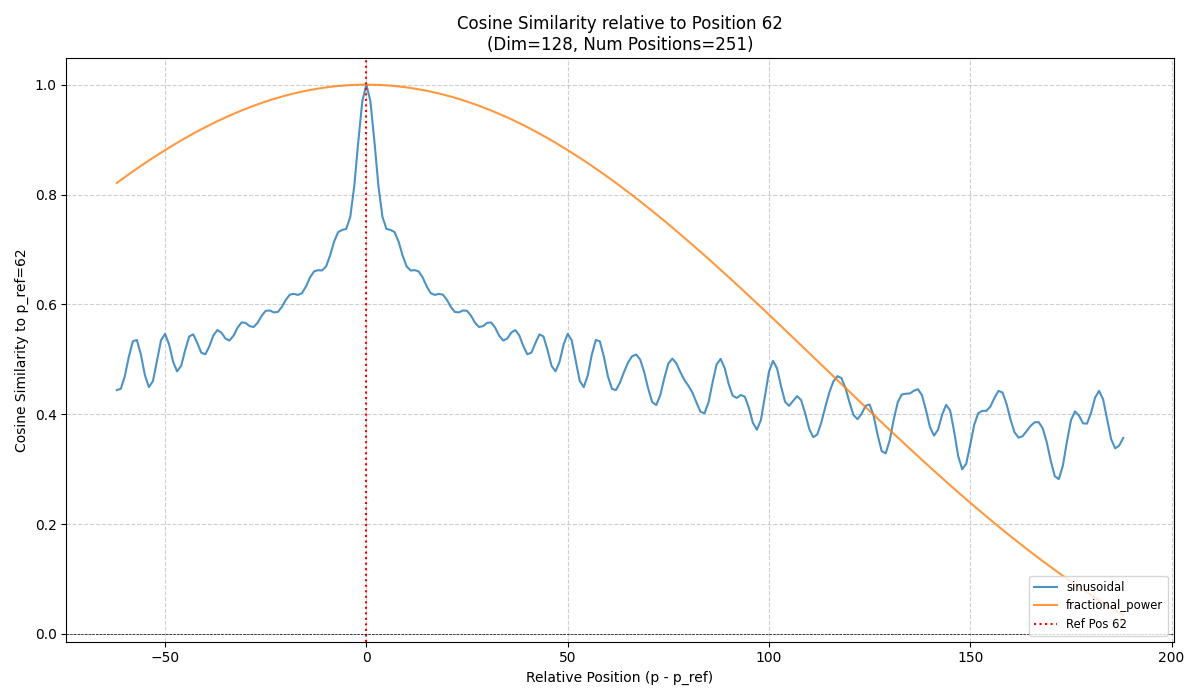 Cosine Similarity relative to Position 62
(Dim=128, Num Positions=251)
Cosine Similarity to p_ref=62
1.0
0.8
0.6
0.4
0.2
0.0
sinusoidal
fractional_power
Ref Pos 62
−50
0
50
100
150
200
Relative Position (p - p_ref)